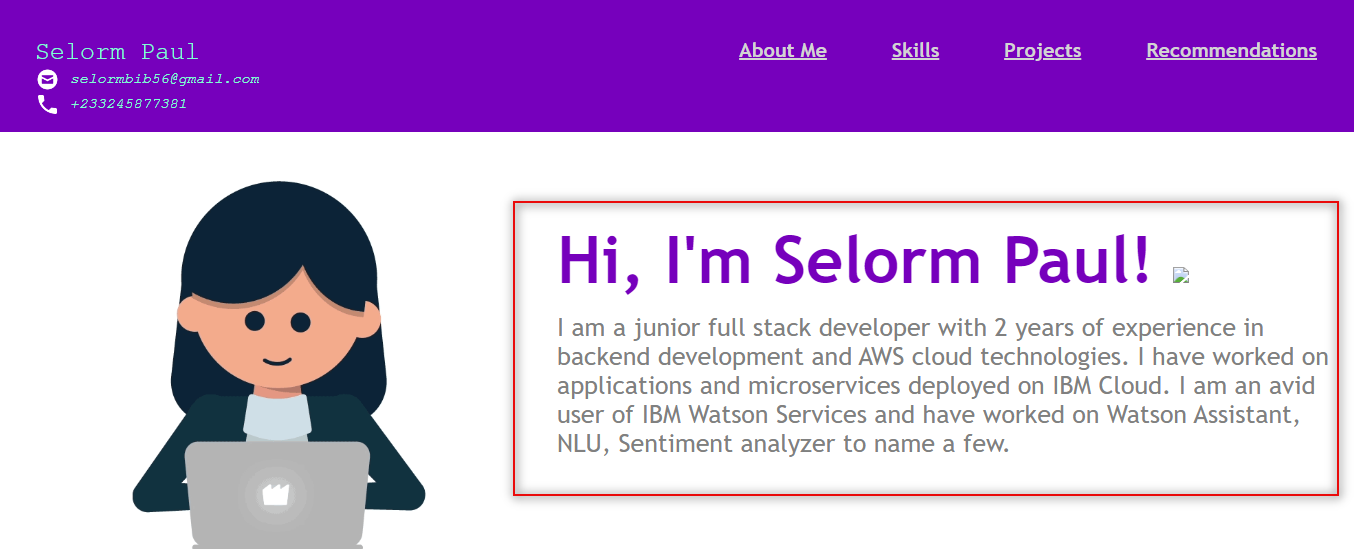 Selorm Paul
selormbib56@gmail.com
+233245877381
About Me Skills Projects Recommendations
Hi, I'm Selorm Paul!
I am a junior full stack developer with 2 years of experience in
backend development and AWS cloud technologies. I have worked on
applications and microservices deployed on IBM Cloud. I am an avid
user of IBM Watson Services and have worked on Watson Assistant,
NLU, Sentiment analyzer to name a few.